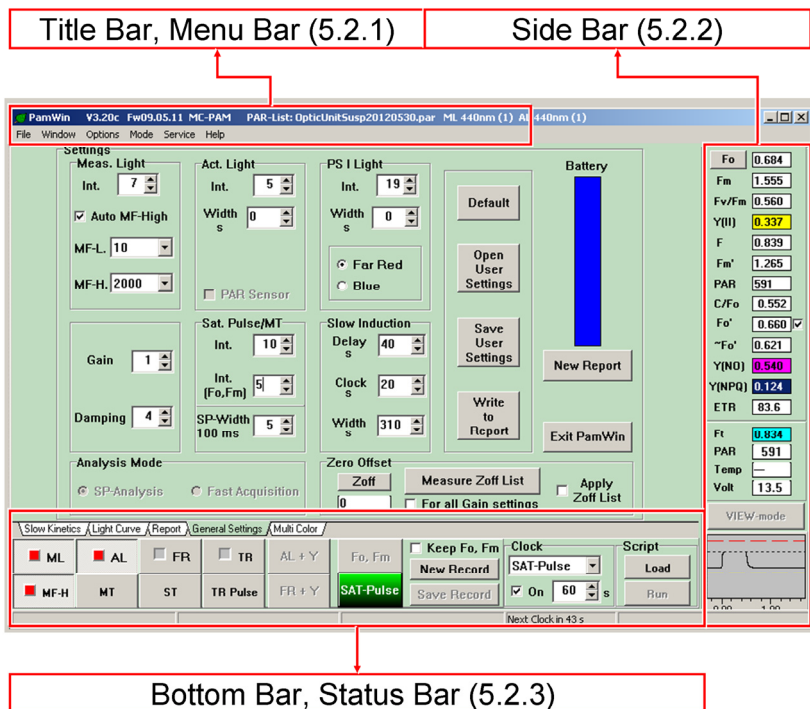 Title Bar, Menu Bar (5.2.1)
Side Bar (5.2.2)
PamWin V3.20c Fw09.05.11 MC-PAM PAR-List: OpticUnitSusp20120530.par ML 440nm (1) AL 440nm (1)
File Window Options Mode Service Help
Settings
Meas. Light
Int. 7
Auto MF-High
MF-L. 10
MF-H. 2000
Act. Light
Int. 5
Width s 0
PAR Sensor
PS I Light
Int. 19
Width s 0
Far Red
Blue
Default
Open
User
Settings
Save
User
Settings
Write
to
Report
Battery
New Report
Exit PamWin
Gain 1
Damping 4
Sat. Pulse/MT
Int. 10
Int.
(Fo,Fm) 5
SP-Width
100 ms 5
Slow Induction
Delay s 40
Clock s 20
Width s 310
Analysis Mode
SP-Analysis Fast Acquisition
Zero Offset
Zoff
0
Measure Zoff List
For all Gain settings
Apply
Zoff List
Fo 0.684
Fm 1.555
Fv/Fm 0.560
Y(II) 0.337
F 0.839
Fm' 1.265
PAR 591
C/Fo 0.552
Fo' 0.660
~Fo' 0.621
Y(NO) 0.540
Y(NPQ) 0.124
ETR 83.6
Ft 0.834
PAR 591
Temp —
Volt 13.5
VIEW-mode
0.00 1.00
Slow Kinetics Light Curve Report General Settings Multi Color
ML AL FR TR AL + Y Fo, Fm
MF-H MT ST TR Pulse FR + Y SAT-Pulse
Keep Fo, Fm
New Record
Save Record
Clock
SAT-Pulse
On 60 s
Script
Load
Run
Next Clock in 43 s
Bottom Bar, Status Bar (5.2.3)